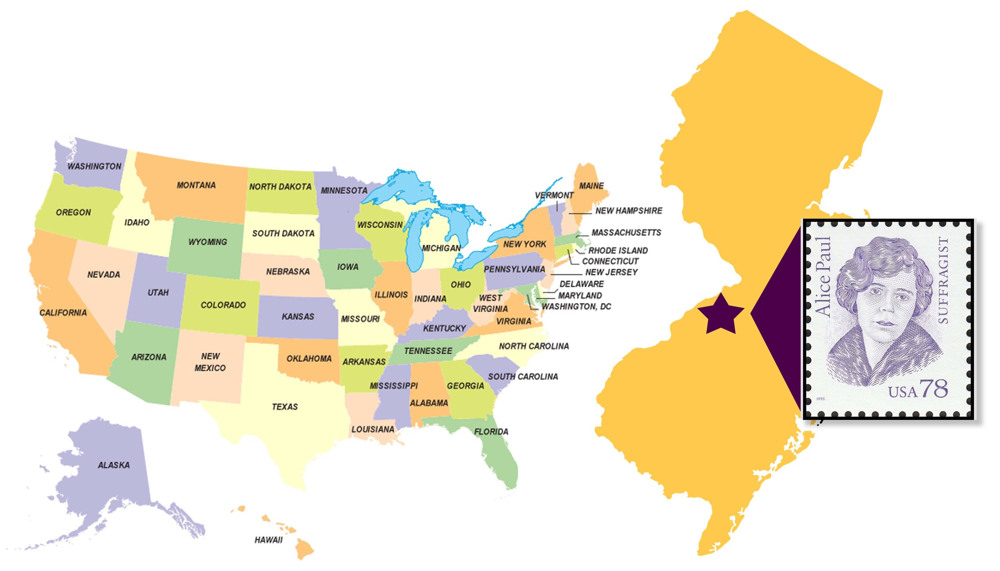 WASHINGTON
MONTANA
NORTH DAKOTA
MINNESOTA
MAINE
VERMONT
NEW HAMPSHIRE
OREGON
IDAHO
WISCONSIN
SOUTH DAKOTA
MASSACHUSETTS
WYOMING
MICHIGAN
NEW YORK
RHODE ISLAND
CONNECTICUT
IOWA
NEBRASKA
NEVADA
PENNSYLVANIA
NEW JERSEY
UTAH
OHIO
DELAWARE
COLORADO
ILLINOIS
INDIANA
MARYLAND
WEST
VIRGINIA
WASHINGTON, DC
CALIFORNIA
KANSAS
MISSOURI
VIRGINIA
KENTUCKY
NORTH CAROLINA
TENNESSEE
ARIZONA
NEW
MEXICO
OKLAHOMA
ARKANSAS
SOUTH CAROLINA
MISSISSIPPI
GEORGIA
ALABAMA
TEXAS
LOUISIANA
FLORIDA
ALASKA
HAWAII
Alice Paul
SUFFRAGIST
USA 78
1995